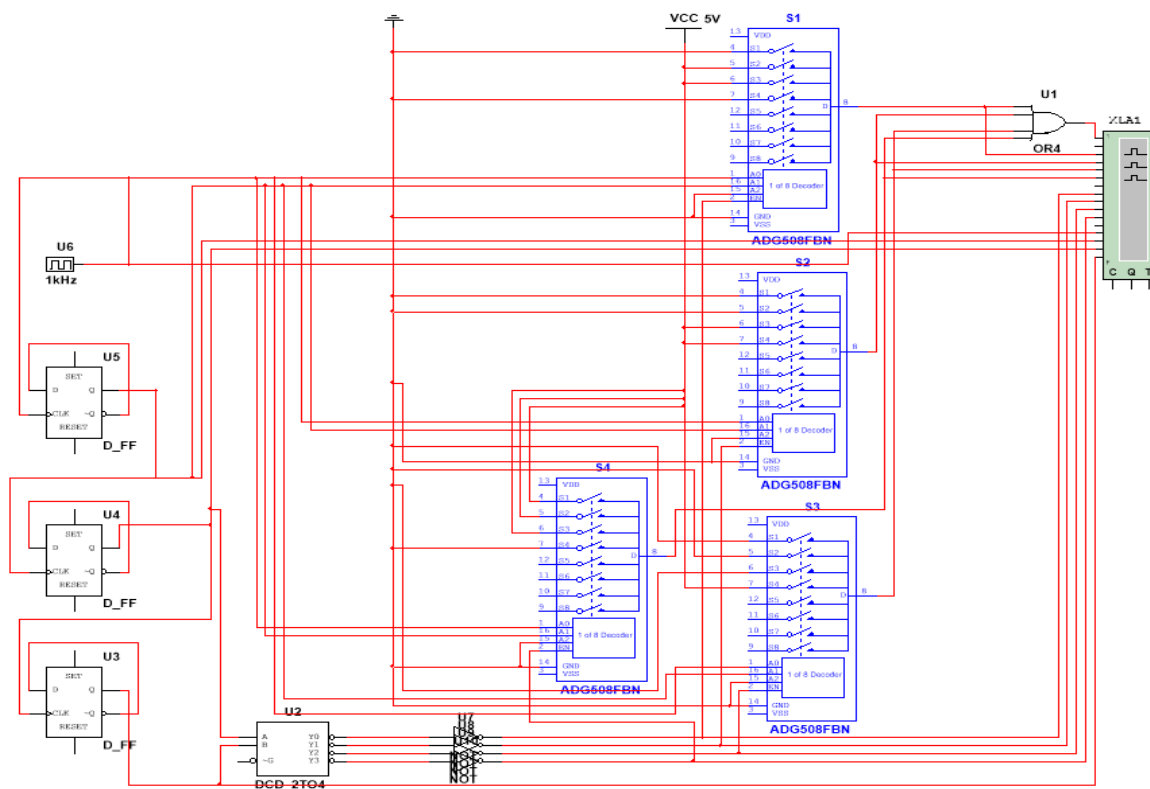 VCC 5V
S1
13 VDD
4 S1
5 S2
6 S3
7 S4
12 S5
11 S6
10 S7
9 S8
D 8
1 A0
16 A1
15 A2
2 EN
1 of 8 Decoder
14 GND
3 VSS
ADG508FBN
U1
OR4
XLA1
C Q T
U6
1kHz
S2
13 VDD
4 S1
5 S2
6 S3
7 S4
12 S5
11 S6
10 S7
9 S8
D 8
1 A0
16 A1
15 A2
2 EN
1 of 8 Decoder
14 GND
3 VSS
ADG508FBN
U5
SET
D Q
CLK ~Q
RESET
D_FF
S4
13 VDD
4 S1
5 S2
6 S3
7 S4
12 S5
11 S6
10 S7
9 S8
D 8
1 A0
16 A1
15 A2
2 EN
1 of 8 Decoder
14 GND
3 VSS
ADG508FBN
S3
13 VDD
4 S1
5 S2
6 S3
7 S4
12 S5
11 S6
10 S7
9 S8
D 8
1 A0
16 A1
15 A2
2 EN
1 of 8 Decoder
14 GND
3 VSS
ADG508FBN
U4
SET
D Q
CLK ~Q
RESET
D_FF
U3
SET
D Q
CLK ~Q
RESET
D_FF
U2
A Y0
B Y1
Y2
~G Y3
DCD_2TO4
U7
U8
NOT